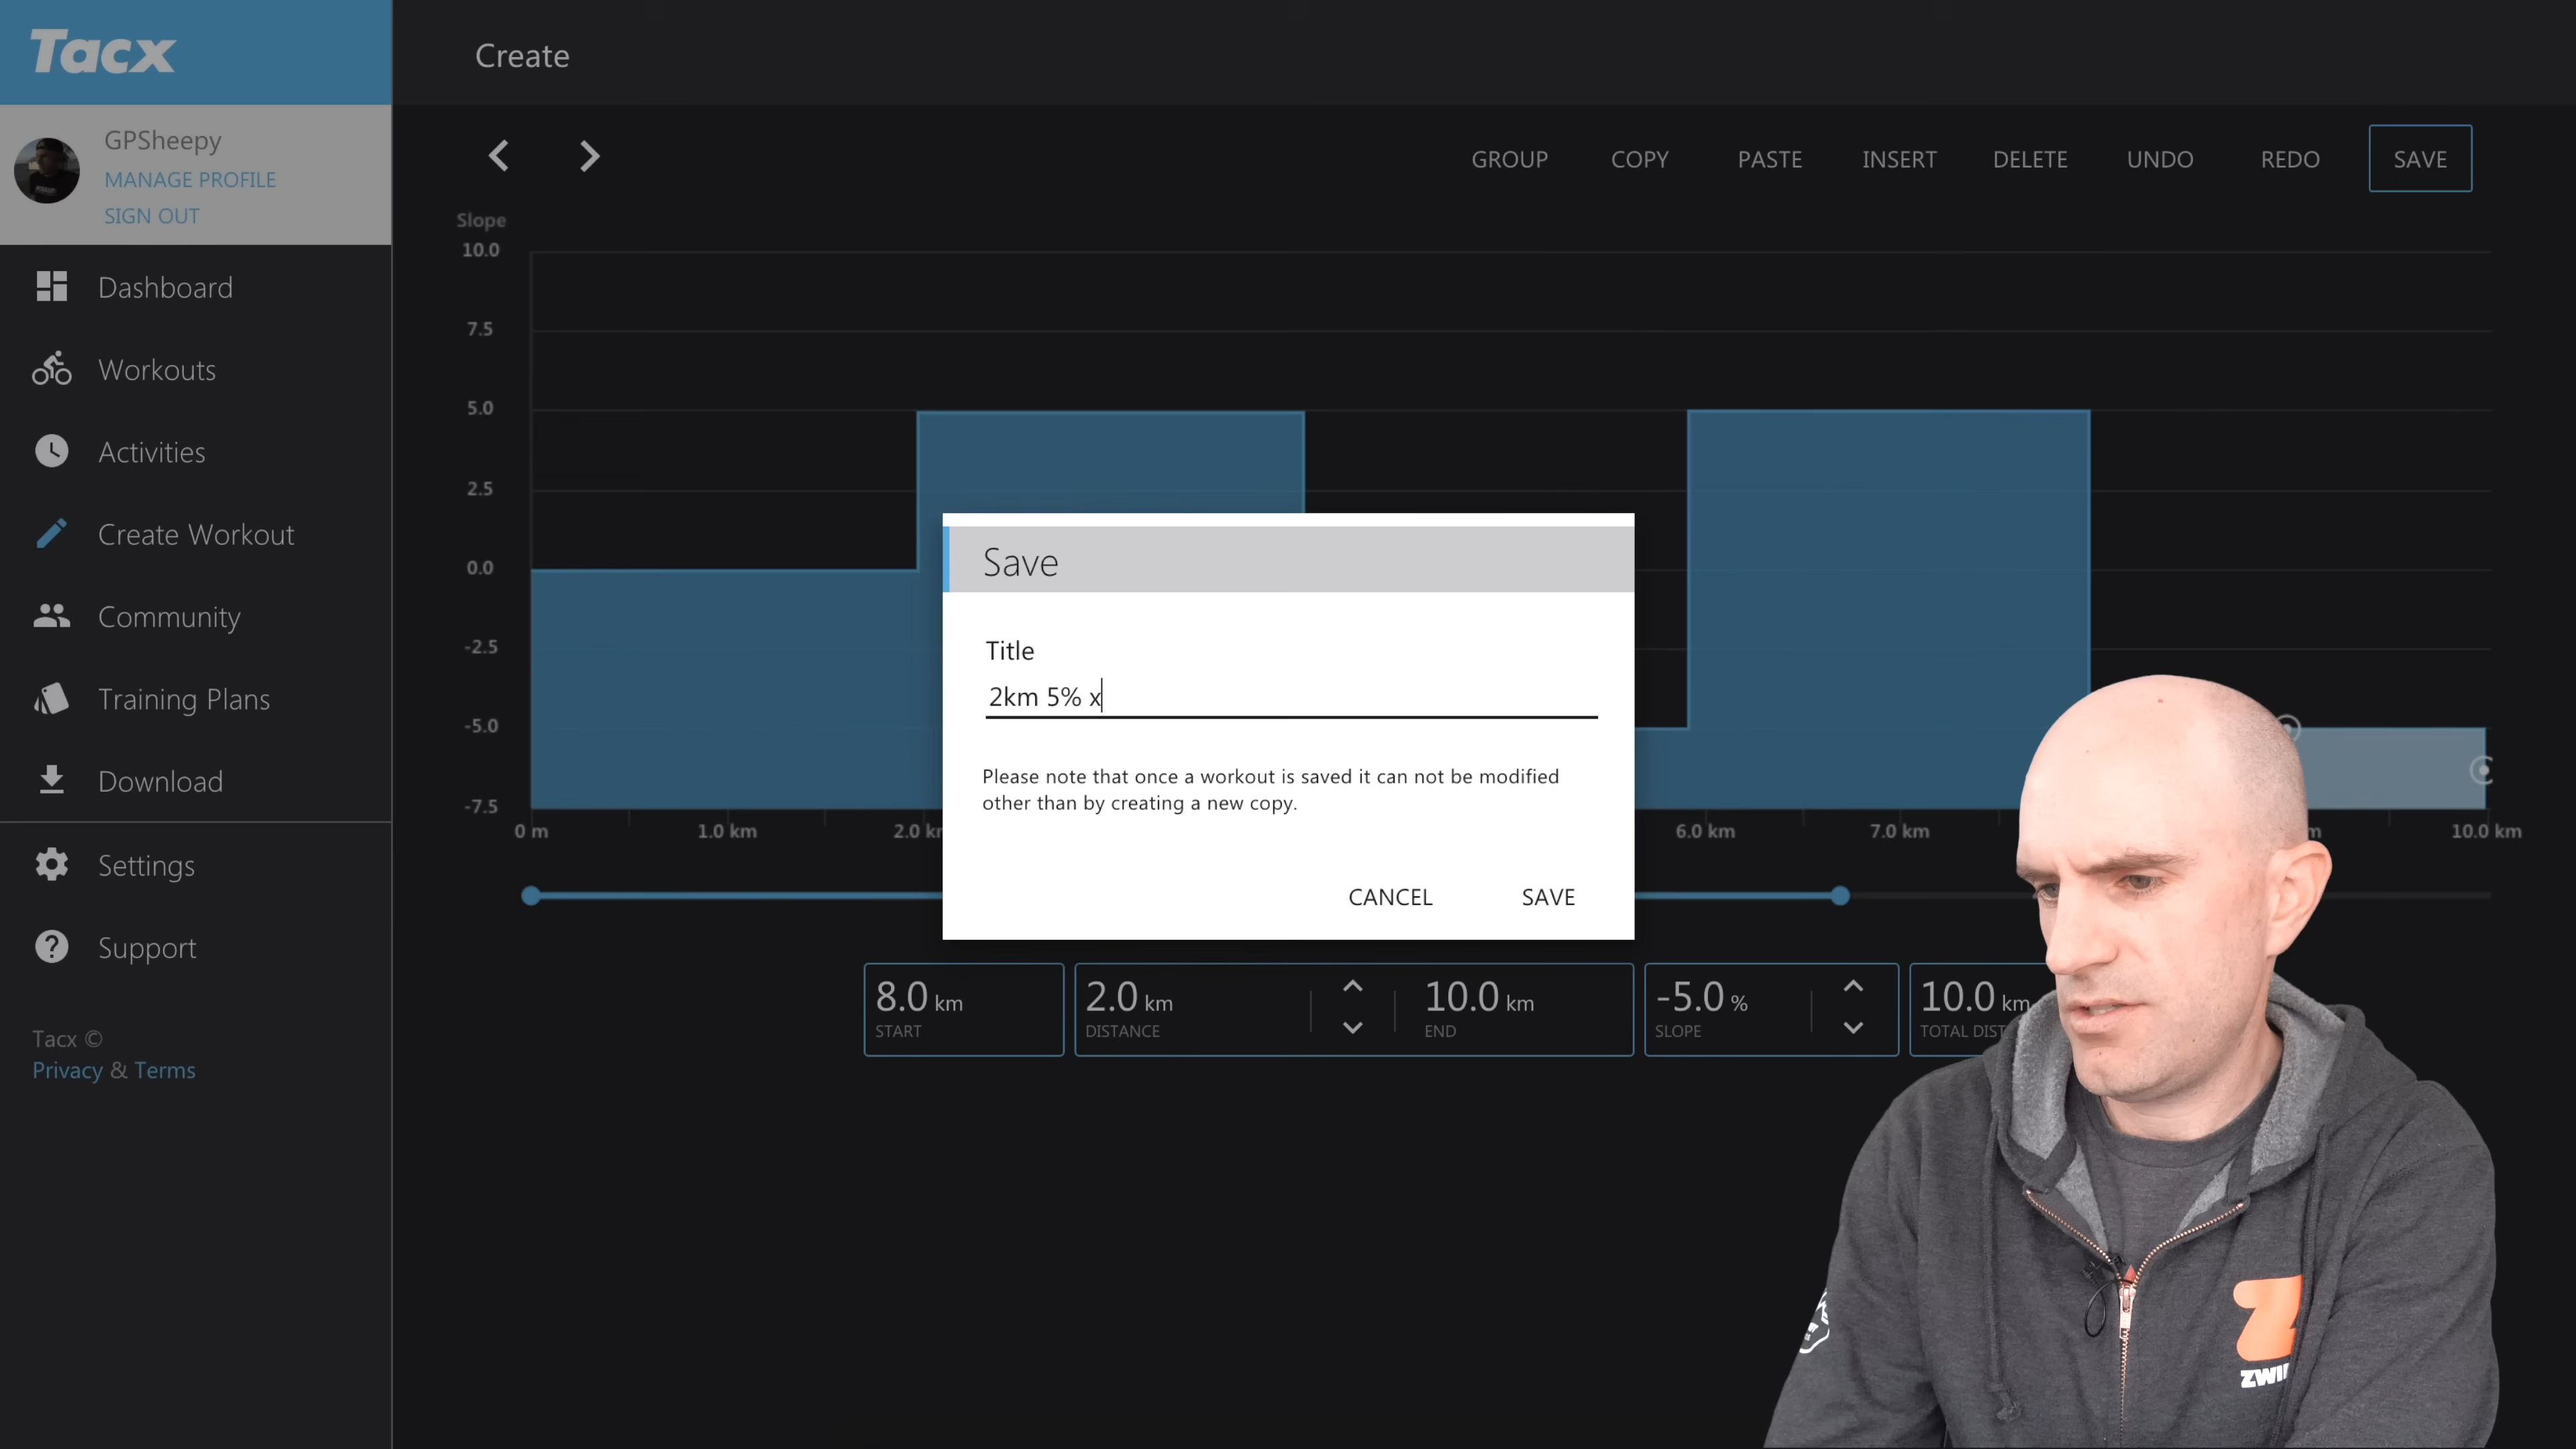 Tacx
Create
GPSheepy
MANAGE PROFILE
SIGN OUT
GROUP COPY PASTE INSERT DELETE UNDO REDO SAVE
Dashboard
Workouts
Activities
Create Workout
Community
Training Plans
Download
Settings
Support
Tacx ©
Privacy & Terms
Slope
10.0
7.5
5.0
2.5
0.0
-2.5
-5.0
-7.5
0 m 1.0 km 2.0 6.0 km 7.0 km 10.0 km
Save
Title
2km 5% x
Please note that once a workout is saved it can not be modified
other than by creating a new copy.
CANCEL SAVE
8.0 km
START
2.0 km
DISTANCE
10.0 km
END
-5.0 %
SLOPE
10.0 km
TOTAL DIST
Z
ZWI